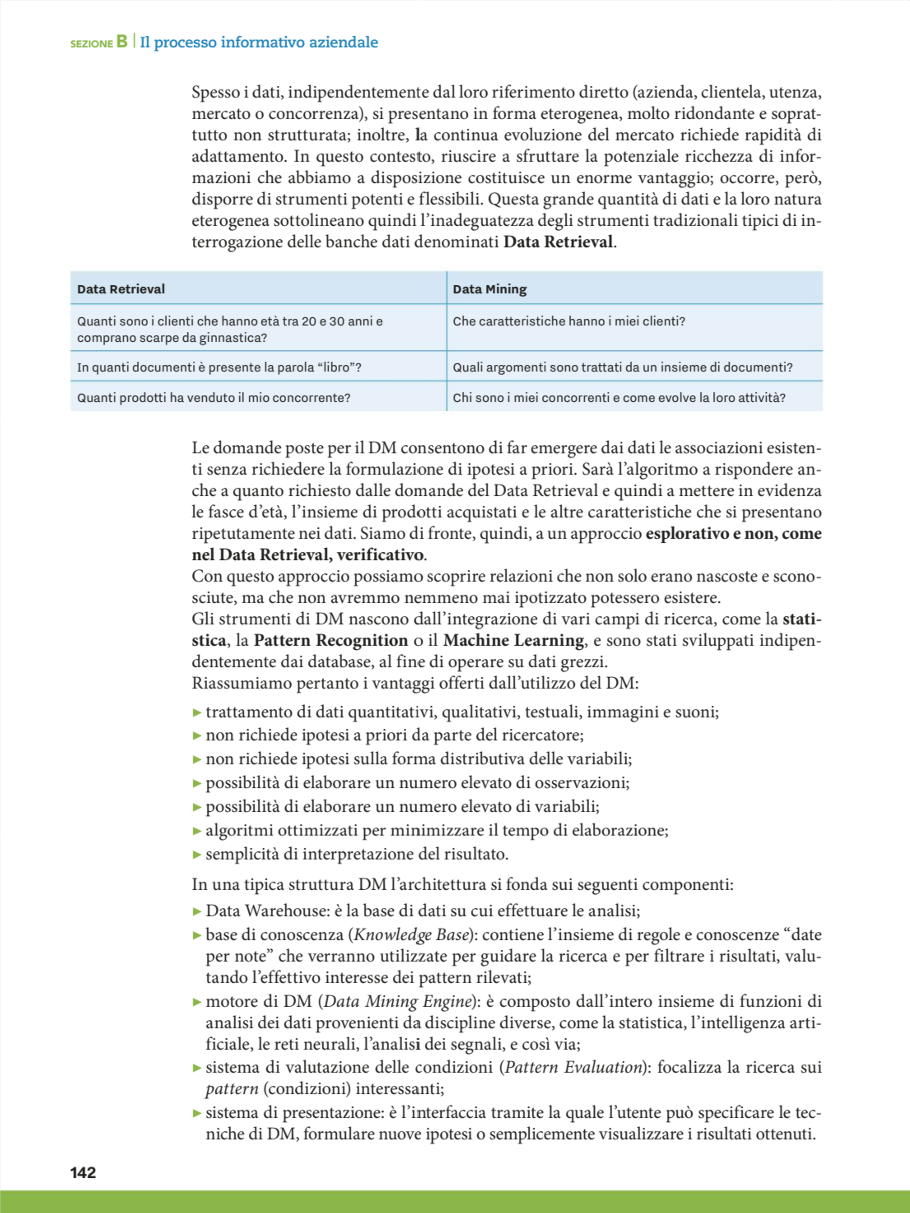 SEZIONE B | Il processo informativo aziendale
Spesso i dati, indipendentemente dal loro riferimento diretto (azienda, clientela, utenza,
mercato o concorrenza), si presentano in forma eterogenea, molto ridondante e soprat-
tutto non strutturata; inoltre, la continua evoluzione del mercato richiede rapidità di
adattamento. In questo contesto, riuscire a sfruttare la potenziale ricchezza di infor-
mazioni che abbiamo a disposizione costituisce un enorme vantaggio; occorre, però,
disporre di strumenti potenti e flessibili. Questa grande quantità di dati e la loro natura
eterogenea sottolineano quindi l'inadeguatezza degli strumenti tradizionali tipici di in-
terrogazione delle banche dati denominati Data Retrieval.
Data Retrieval
Data Mining
Quanti sono i clienti che hanno età tra 20 e 30 anni e
comprano scarpe da ginnastica?
Che caratteristiche hanno i miei clienti?
In quanti documenti è presente la parola “libro”?
Quali argomenti sono trattati da un insieme di documenti?
Quanti prodotti ha venduto il mio concorrente?
Chi sono i miei concorrenti e come evolve la loro attività?
Le domande poste per il DM consentono di far emergere dai dati le associazioni esisten-
ti senza richiedere la formulazione di ipotesi a priori. Sarà l'algoritmo a rispondere an-
che a quanto richiesto dalle domande del Data Retrieval e quindi a mettere in evidenza
le fasce d'età, l'insieme di prodotti acquistati e le altre caratteristiche che si presentano
ripetutamente nei dati. Siamo di fronte, quindi, a un approccio esplorativo e non, come
nel Data Retrieval, verificativo.
Con questo approccio possiamo scoprire relazioni che non solo erano nascoste e scono-
sciute, ma che non avremmo nemmeno mai ipotizzato potessero esistere.
Gli strumenti di DM nascono dall'integrazione di vari campi di ricerca, come la stati-
stica, la Pattern Recognition o il Machine Learning, e sono stati sviluppati indipen-
dentemente dai database, al fine di operare su dati grezzi.
Riassumiamo pertanto i vantaggi offerti dall'utilizzo del DM:
▶ trattamento di dati quantitativi, qualitativi, testuali, immagini e suoni;
▶ non richiede ipotesi a priori da parte del ricercatore;
▶ non richiede ipotesi sulla forma distributiva delle variabili;
▶ possibilità di elaborare un numero elevato di osservazioni;
▶ possibilità di elaborare un numero elevato di variabili;
▶ algoritmi ottimizzati per minimizzare il tempo di elaborazione;
▶ semplicità di interpretazione del risultato.
In una tipica struttura DM l'architettura si fonda sui seguenti componenti:
▶ Data Warehouse: è la base di dati su cui effettuare le analisi;
▶ base di conoscenza (Knowledge Base): contiene l'insieme di regole e conoscenze “date
per note” che verranno utilizzate per guidare la ricerca e per filtrare i risultati, valu-
tando l'effettivo interesse dei pattern rilevati;
▶ motore di DM (Data Mining Engine): è composto dall'intero insieme di funzioni di
analisi dei dati provenienti da discipline diverse, come la statistica, l'intelligenza arti-
ficiale, le reti neurali, l'analisi dei segnali, e così via;
▶ sistema di valutazione delle condizioni (Pattern Evaluation): focalizza la ricerca sui
pattern (condizioni) interessanti;
▶ sistema di presentazione: è l'interfaccia tramite la quale l'utente può specificare le tec-
niche di DM, formulare nuove ipotesi o semplicemente visualizzare i risultati ottenuti.
142